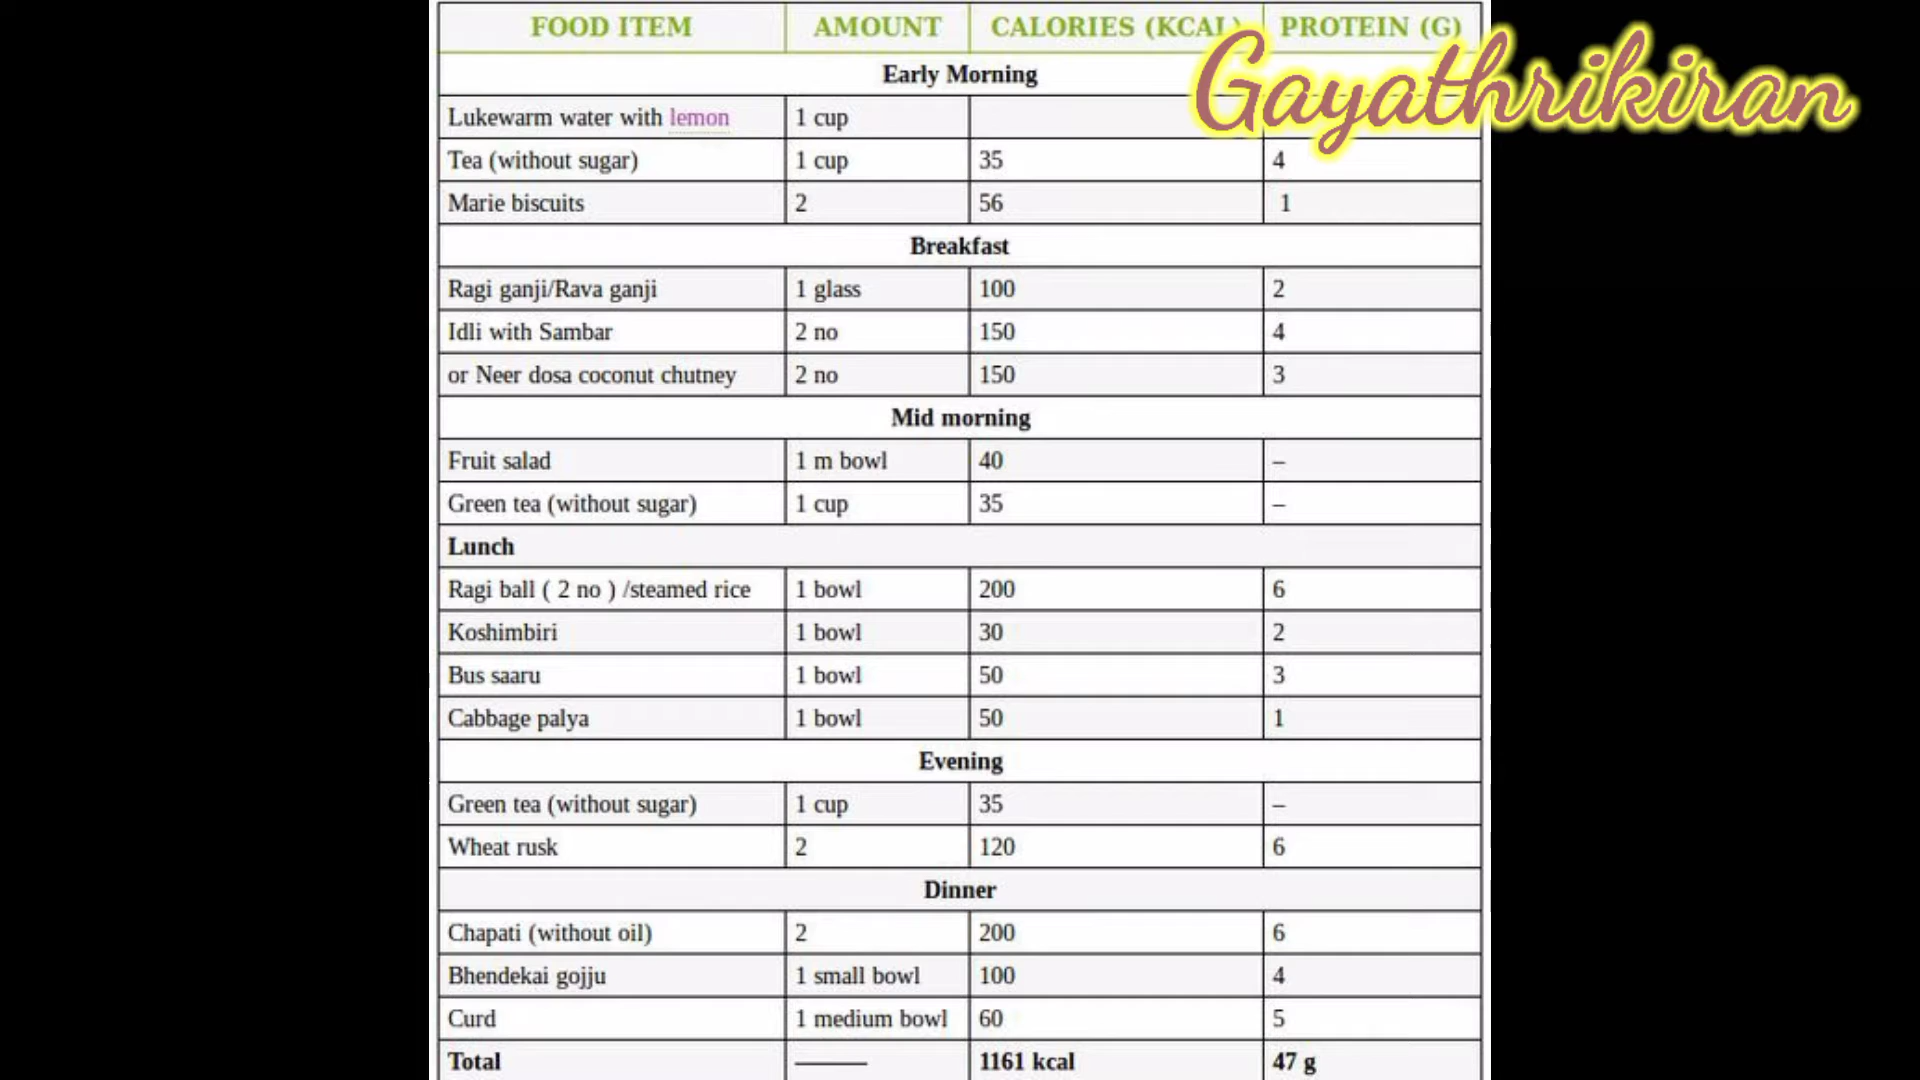 FOOD ITEM AMOUNT CALORIES (KCAL) PROTEIN (G)
Gayathrikiran
Early Morning
Lukewarm water with lemon 1 cup
Tea (without sugar) 1 cup 35 4
Marie biscuits 2 56 1
Breakfast
Ragi ganji/Rava ganji 1 glass 100 2
Idli with Sambar 2 no 150 4
or Neer dosa coconut chutney 2 no 150 3
Mid morning
Fruit salad 1 m bowl 40 –
Green tea (without sugar) 1 cup 35 –
Lunch
Ragi ball ( 2 no ) /steamed rice 1 bowl 200 6
Koshimbiri 1 bowl 30 2
Bus saaru 1 bowl 50 3
Cabbage palya 1 bowl 50 1
Evening
Green tea (without sugar) 1 cup 35 –
Wheat rusk 2 120 6
Dinner
Chapati (without oil) 2 200 6
Bhendekai gojju 1 small bowl 100 4
Curd 1 medium bowl 60 5
Total ——– 1161 kcal 47 g